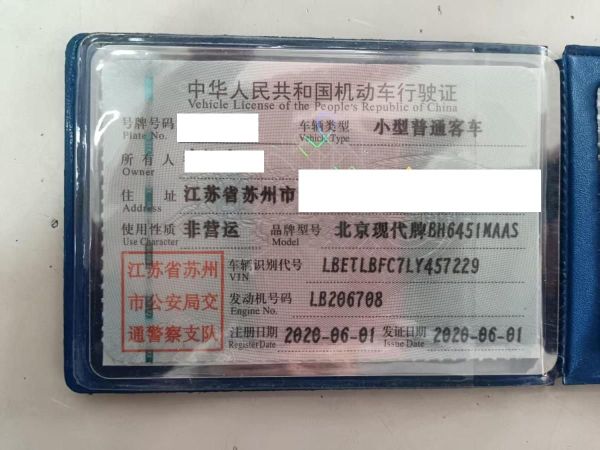 中华人民共和国机动车行驶证
Vehicle License of the People's Republic of China
号牌号码 车辆类型 小型普通客车
Plate No. Vehicle Type
所有人
Owner
住址 江苏省苏州市
Address
使用性质 非营运 品牌型号 北京现代牌BH6451MAAS
Use Character Model
江苏省苏州
市公安局交
通警察支队
车辆识别代号 LBETLBFC7LY457229
VIN
发动机号码 LB206708
Engine No.
注册日期 2020-06-01 发证日期 2020-06-01
Register Date Issue Date